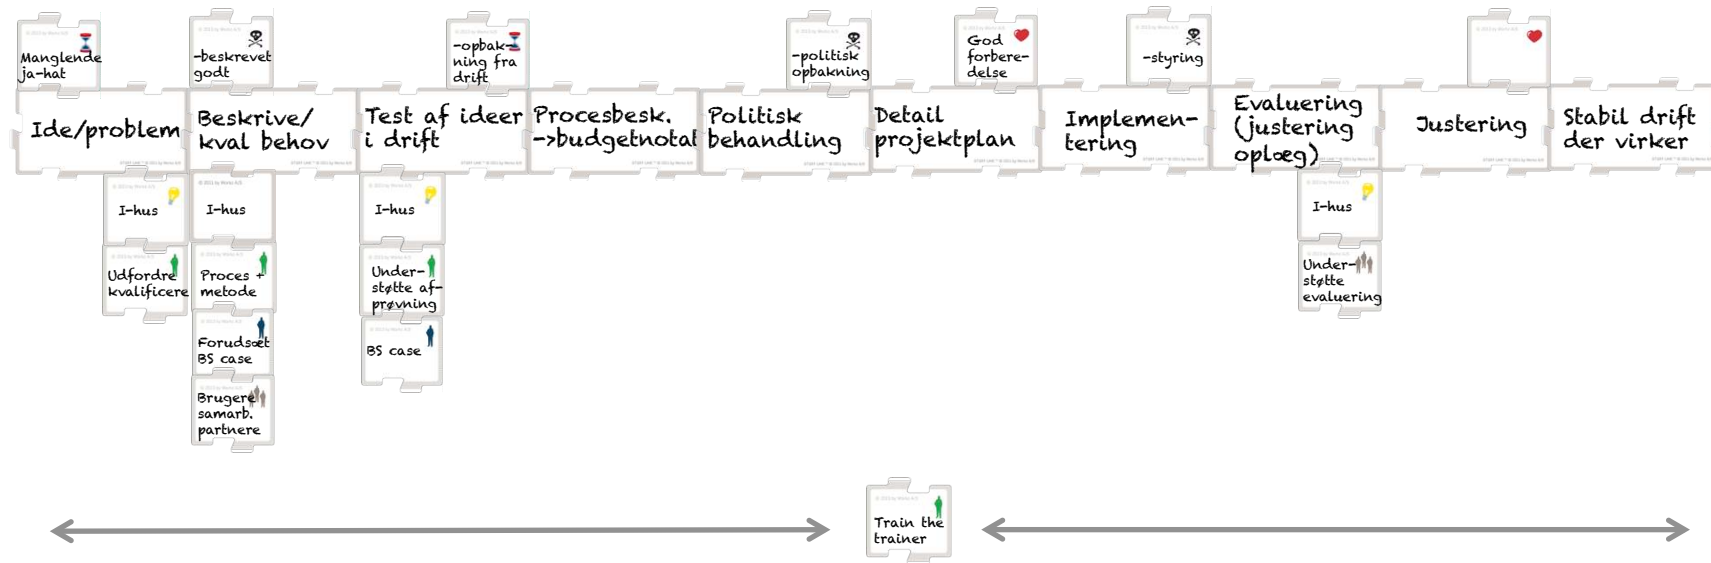 Manglende
ja-hat
-beskrevet
godt
-opbak-
ning fra
drift
-politisk
opbakning
God
forbere-
delse
-styring
Ide/problem
Beskrive/
kval behov
Test af ideer
i drift
Procesbesk.
->budgetnotat
Politisk
behandling
Detail
projektplan
Implemen-
tering
Evaluering
(justering
oplæg)
Justering
Stabil drift
der virker
I-hus
Udfordre
kvalificere
I-hus
Proces +
metode
Forudsæt
BS case
Brugere
samarb.
partnere
I-hus
Under-
støtte af-
prøvning
BS case
I-hus
Under-
støtte
evaluering
Train the
trainer